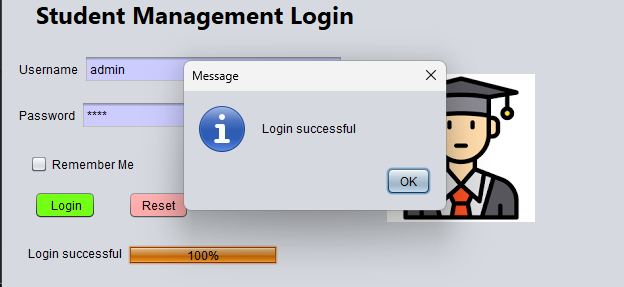 Student Management Login
Username admin
Message
Login successful
Password ****
Remember Me
OK
Login Reset
Login successful 100%